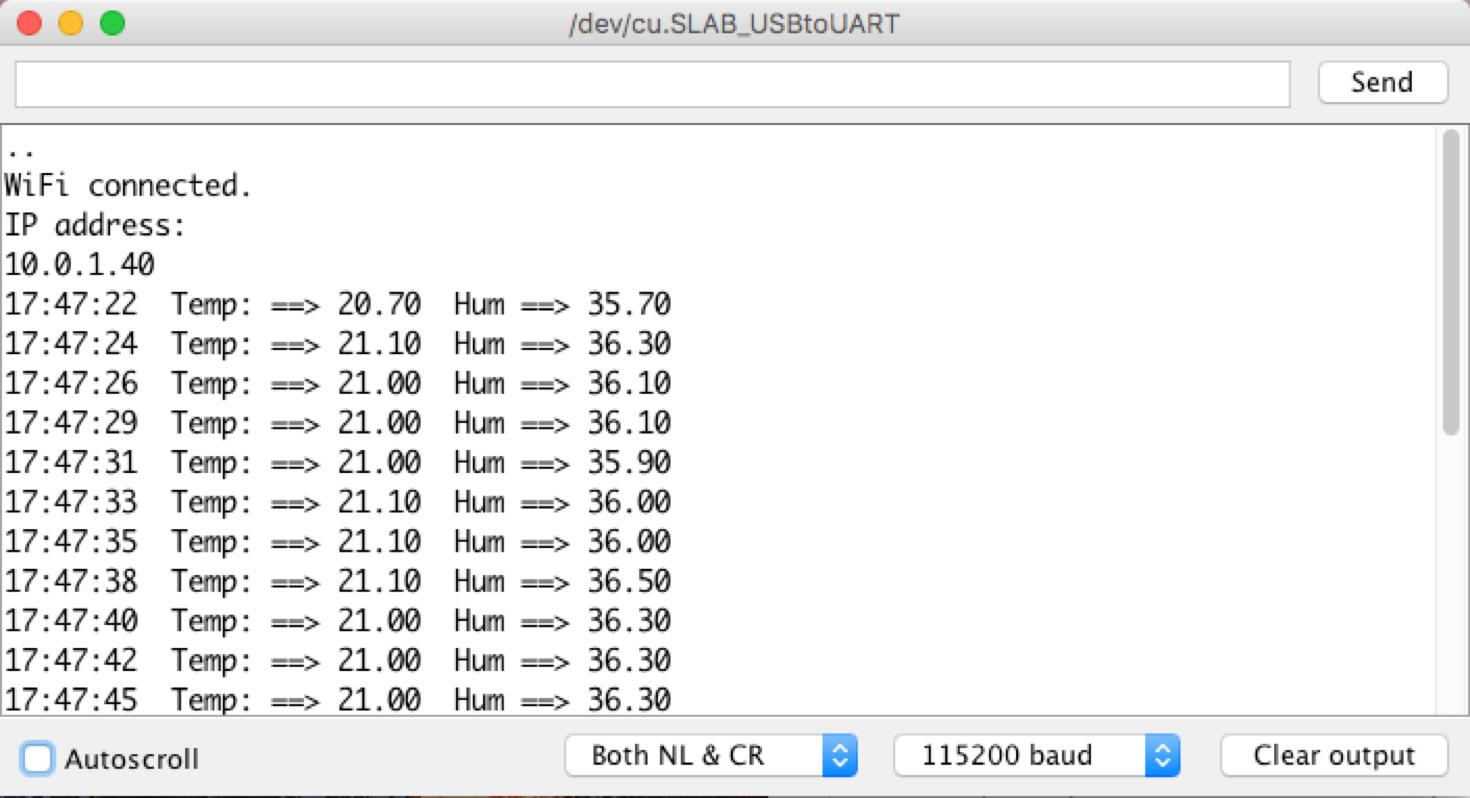 /dev/cu.SLAB_USBtoUART
Send
..
WiFi connected.
IP address:
10.0.1.40
17:47:22  Temp: ==> 20.70  Hum ==> 35.70
17:47:24  Temp: ==> 21.10  Hum ==> 36.30
17:47:26  Temp: ==> 21.00  Hum ==> 36.10
17:47:29  Temp: ==> 21.00  Hum ==> 36.10
17:47:31  Temp: ==> 21.00  Hum ==> 35.90
17:47:33  Temp: ==> 21.10  Hum ==> 36.00
17:47:35  Temp: ==> 21.10  Hum ==> 36.00
17:47:38  Temp: ==> 21.10  Hum ==> 36.50
17:47:40  Temp: ==> 21.00  Hum ==> 36.30
17:47:42  Temp: ==> 21.00  Hum ==> 36.30
17:47:45  Temp: ==> 21.00  Hum ==> 36.30
Autoscroll Both NL & CR 115200 baud Clear output